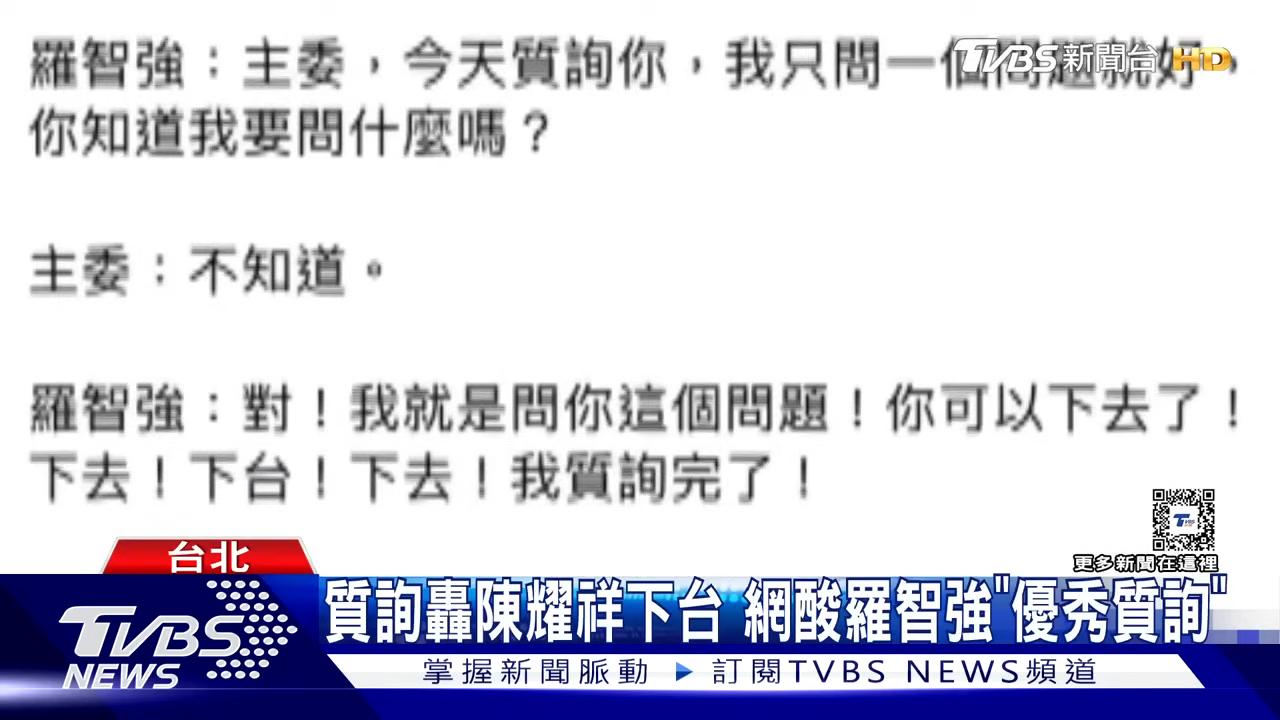 羅智強：主委，今天質詢你，我只問一個問題就好，
TVBS新聞台 HD
你知道我要問什麼嗎？
主委：不知道。
羅智強：對！我就是問你這個問題！你可以下去了！
下去！下台！下去！我質詢完了！
更多新聞在這裡
台北
質詢轟陳耀祥下台 網酸羅智強"優秀質詢"
TVBS
NEWS
掌握新聞脈動 ▶ 訂閱TVBS NEWS頻道